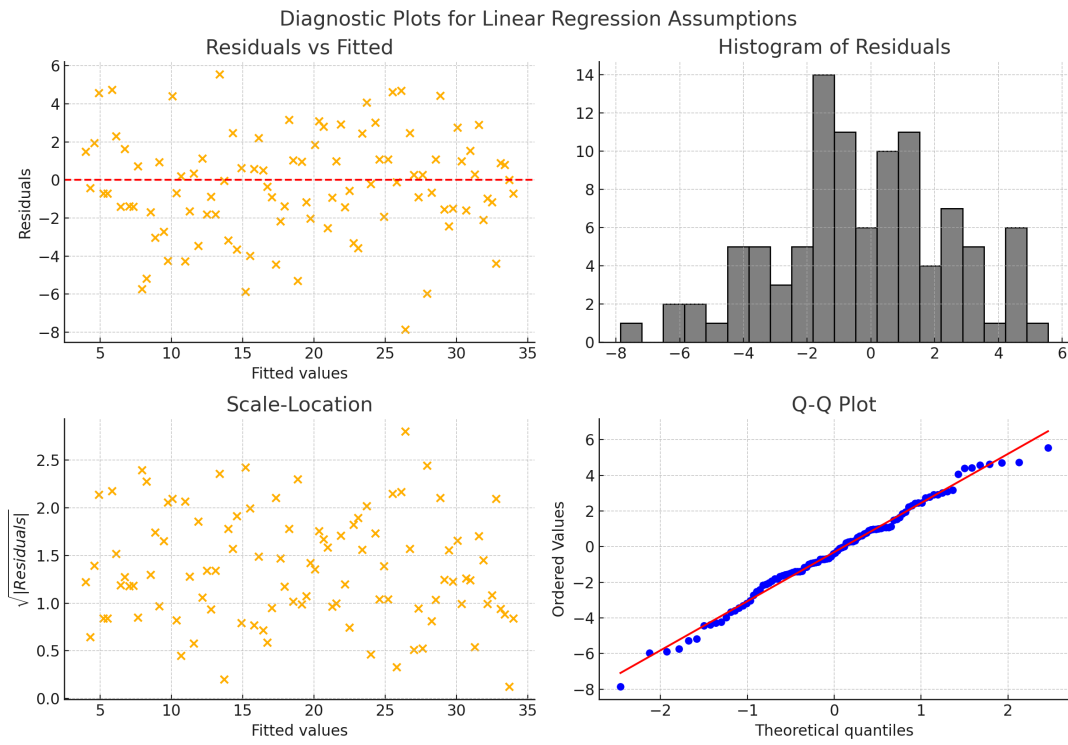 Diagnostic Plots for Linear Regression Assumptions
Residuals vs Fitted
6
4
2
0
−2
−4
−6
−8
Residuals
5 10 15 20 25 30 35
Fitted values
Histogram of Residuals
14
12
10
8
6
4
2
0
−8 −6 −4 −2 0 2 4 6
Scale-Location
2.5
2.0
1.5
1.0
0.5
0.0
√|Residuals|
5 10 15 20 25 30 35
Fitted values
Q-Q Plot
6
4
2
0
−2
−4
−6
−8
Ordered Values
−2 −1 0 1 2
Theoretical quantiles